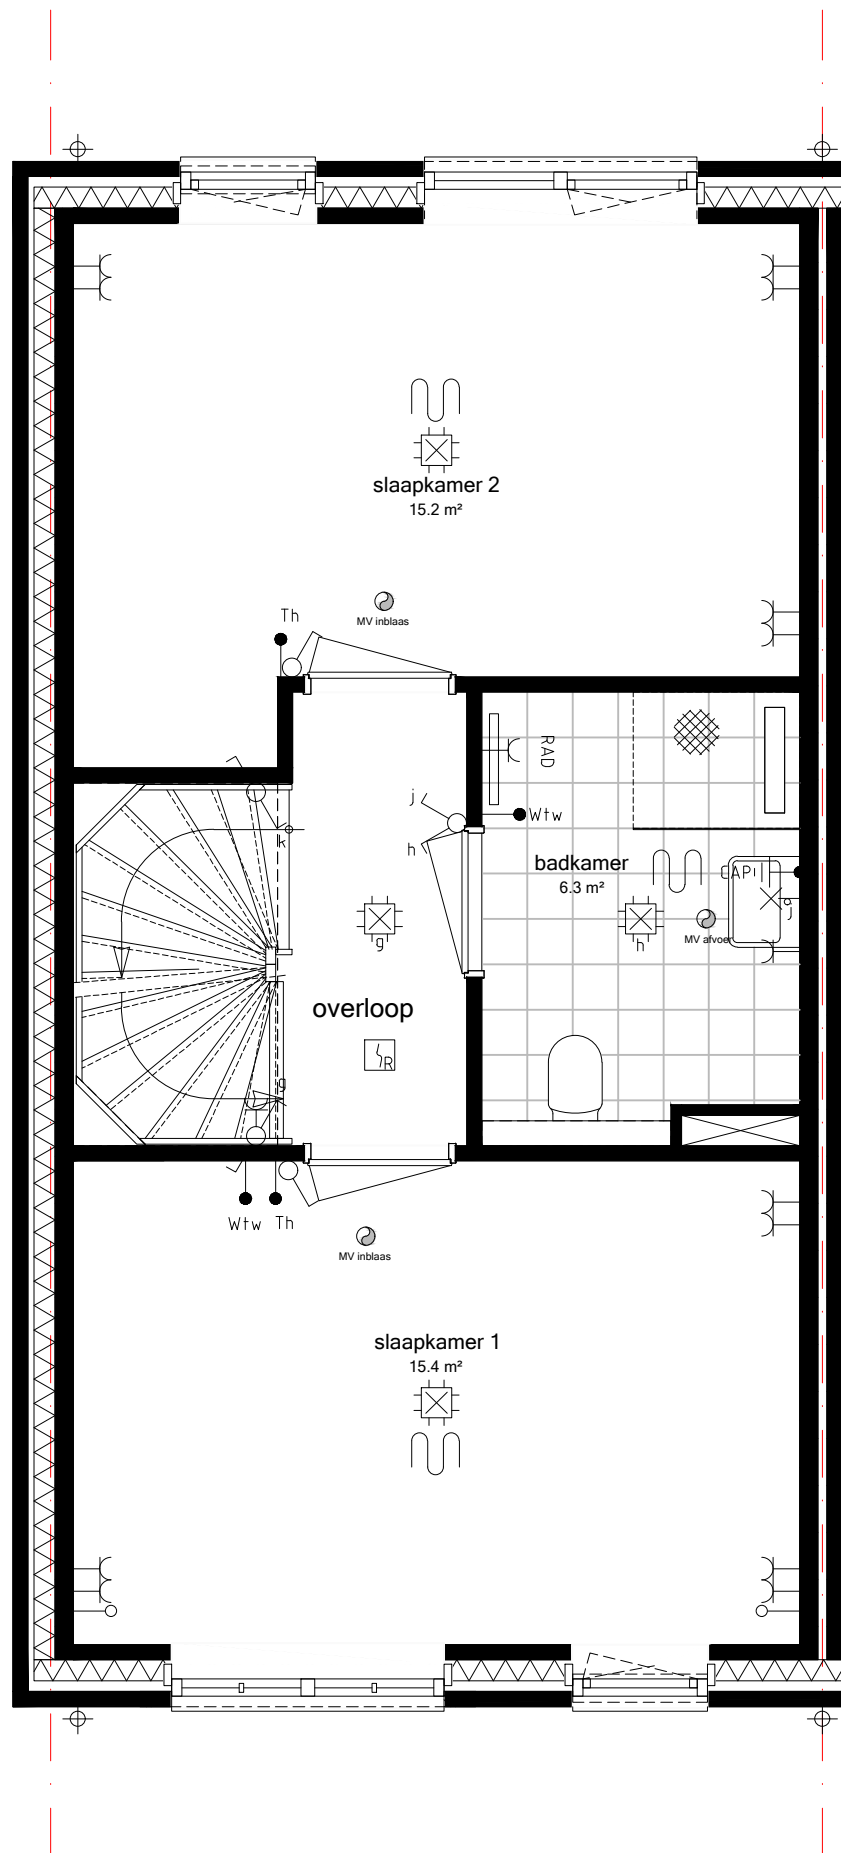 slaapkamer 2
15.2 m²
Th
MV inblaas
RAD
j
Wtw
h
k
badkamer
6.3 m²
CAP
g
h
MV afvoer
j
overloop
R
g
Wtw Th
MV inblaas
slaapkamer 1
15.4 m²